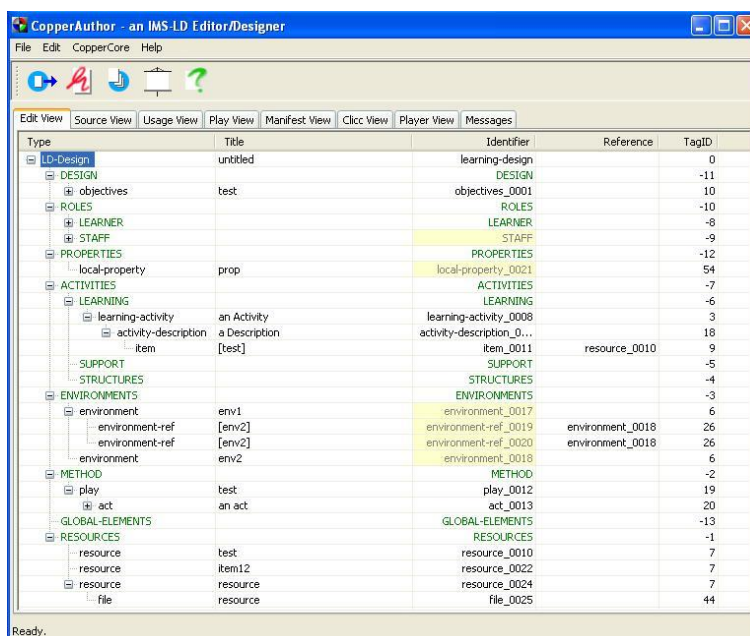 CopperAuthor - an IMS-LD Editor/Designer
File Edit CopperCore Help
Edit View Source View Usage View Play View Manifest View Clicc View Player View Messages
Type Title Identifier Reference TagID
LD-Design untitled learning-design 0
DESIGN DESIGN -11
objectives test objectives_0001 10
ROLES ROLES -10
LEARNER LEARNER -8
STAFF STAFF -9
PROPERTIES PROPERTIES -12
local-property prop local-property_0021 54
ACTIVITIES ACTIVITIES -7
LEARNING LEARNING -6
learning-activity an Activity learning-activity_0008 3
activity-description a Description activity-description_0... 18
item [test] item_0011 resource_0010 9
SUPPORT SUPPORT -5
STRUCTURES STRUCTURES -4
ENVIRONMENTS ENVIRONMENTS -3
environment env1 environment_0017 6
environment-ref [env2] environment-ref_0019 environment_0018 26
environment-ref [env2] environment-ref_0020 environment_0018 26
environment env2 environment_0018 6
METHOD METHOD -2
play test play_0012 19
act an act act_0013 20
GLOBAL-ELEMENTS GLOBAL-ELEMENTS -13
RESOURCES RESOURCES -1
resource test resource_0010 7
resource item12 resource_0022 7
resource resource resource_0024 7
file resource file_0025 44
Ready.